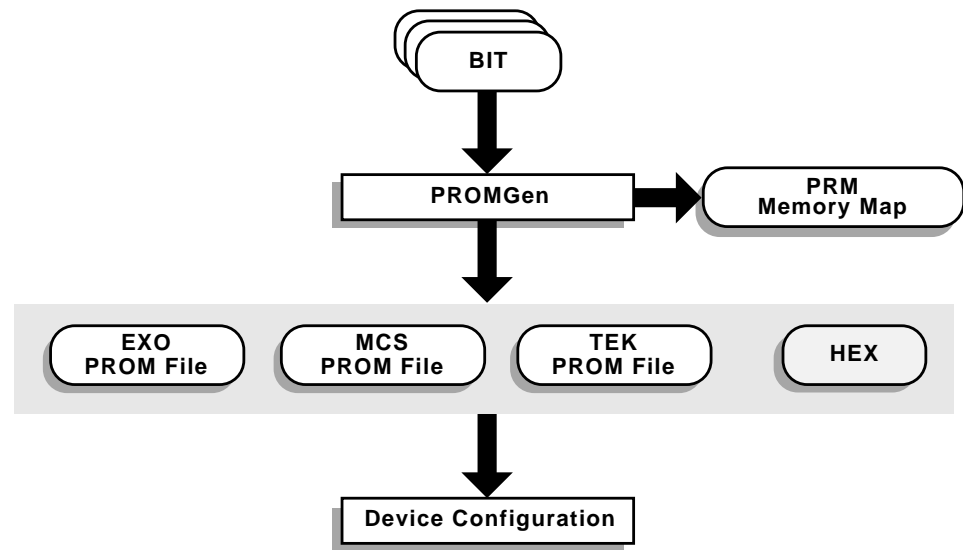 BIT
PROMGen
PRM
Memory Map
EXO
PROM File
MCS
PROM File
TEK
PROM File
HEX
Device Configuration